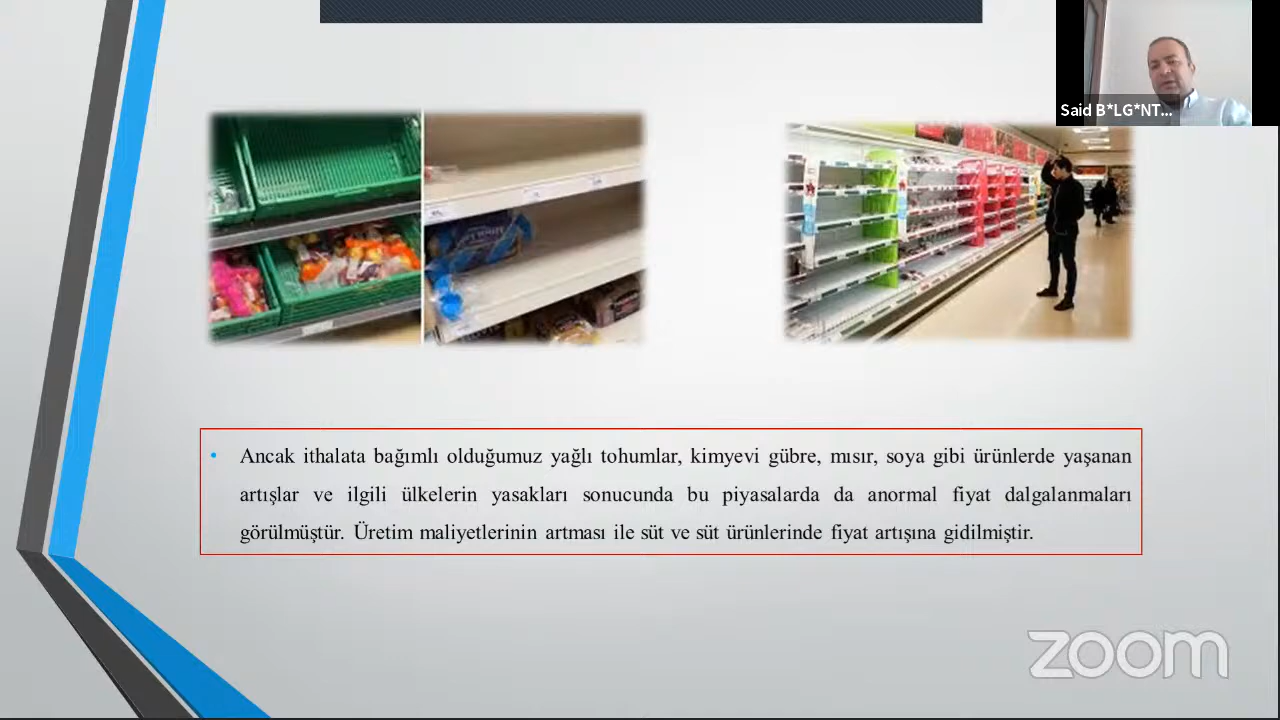 Said B*LG*NT...
• Ancak ithalata bağımlı olduğumuz yağlı tohumlar, kimyevi gübre, mısır, soya gibi ürünlerde yaşanan
artışlar ve ilgili ülkelerin yasakları sonucunda bu piyasalarda da anormal fiyat dalgalanmaları
görülmüştür. Üretim maliyetlerinin artması ile süt ve süt ürünlerinde fiyat artışına gidilmiştir.
zoom